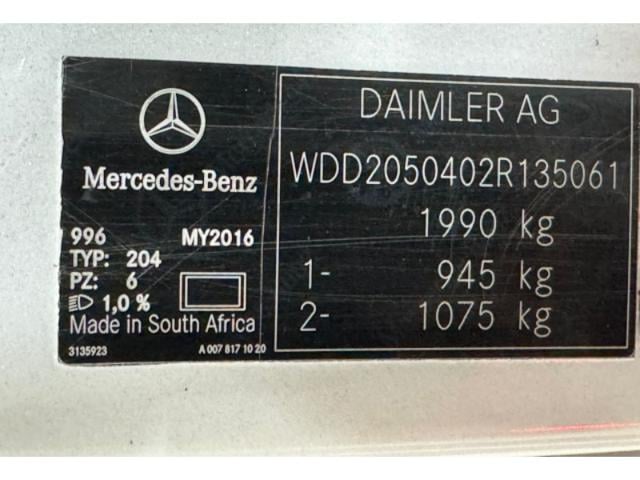 Mercedes-Benz
996 MY2016
TYP: 204
PZ: 6
1,0 %
Made in South Africa
3135923 A 007 817 10 20
DAIMLER AG
WDD2050402R135061
1990 kg
1- 945 kg
2- 1075 kg